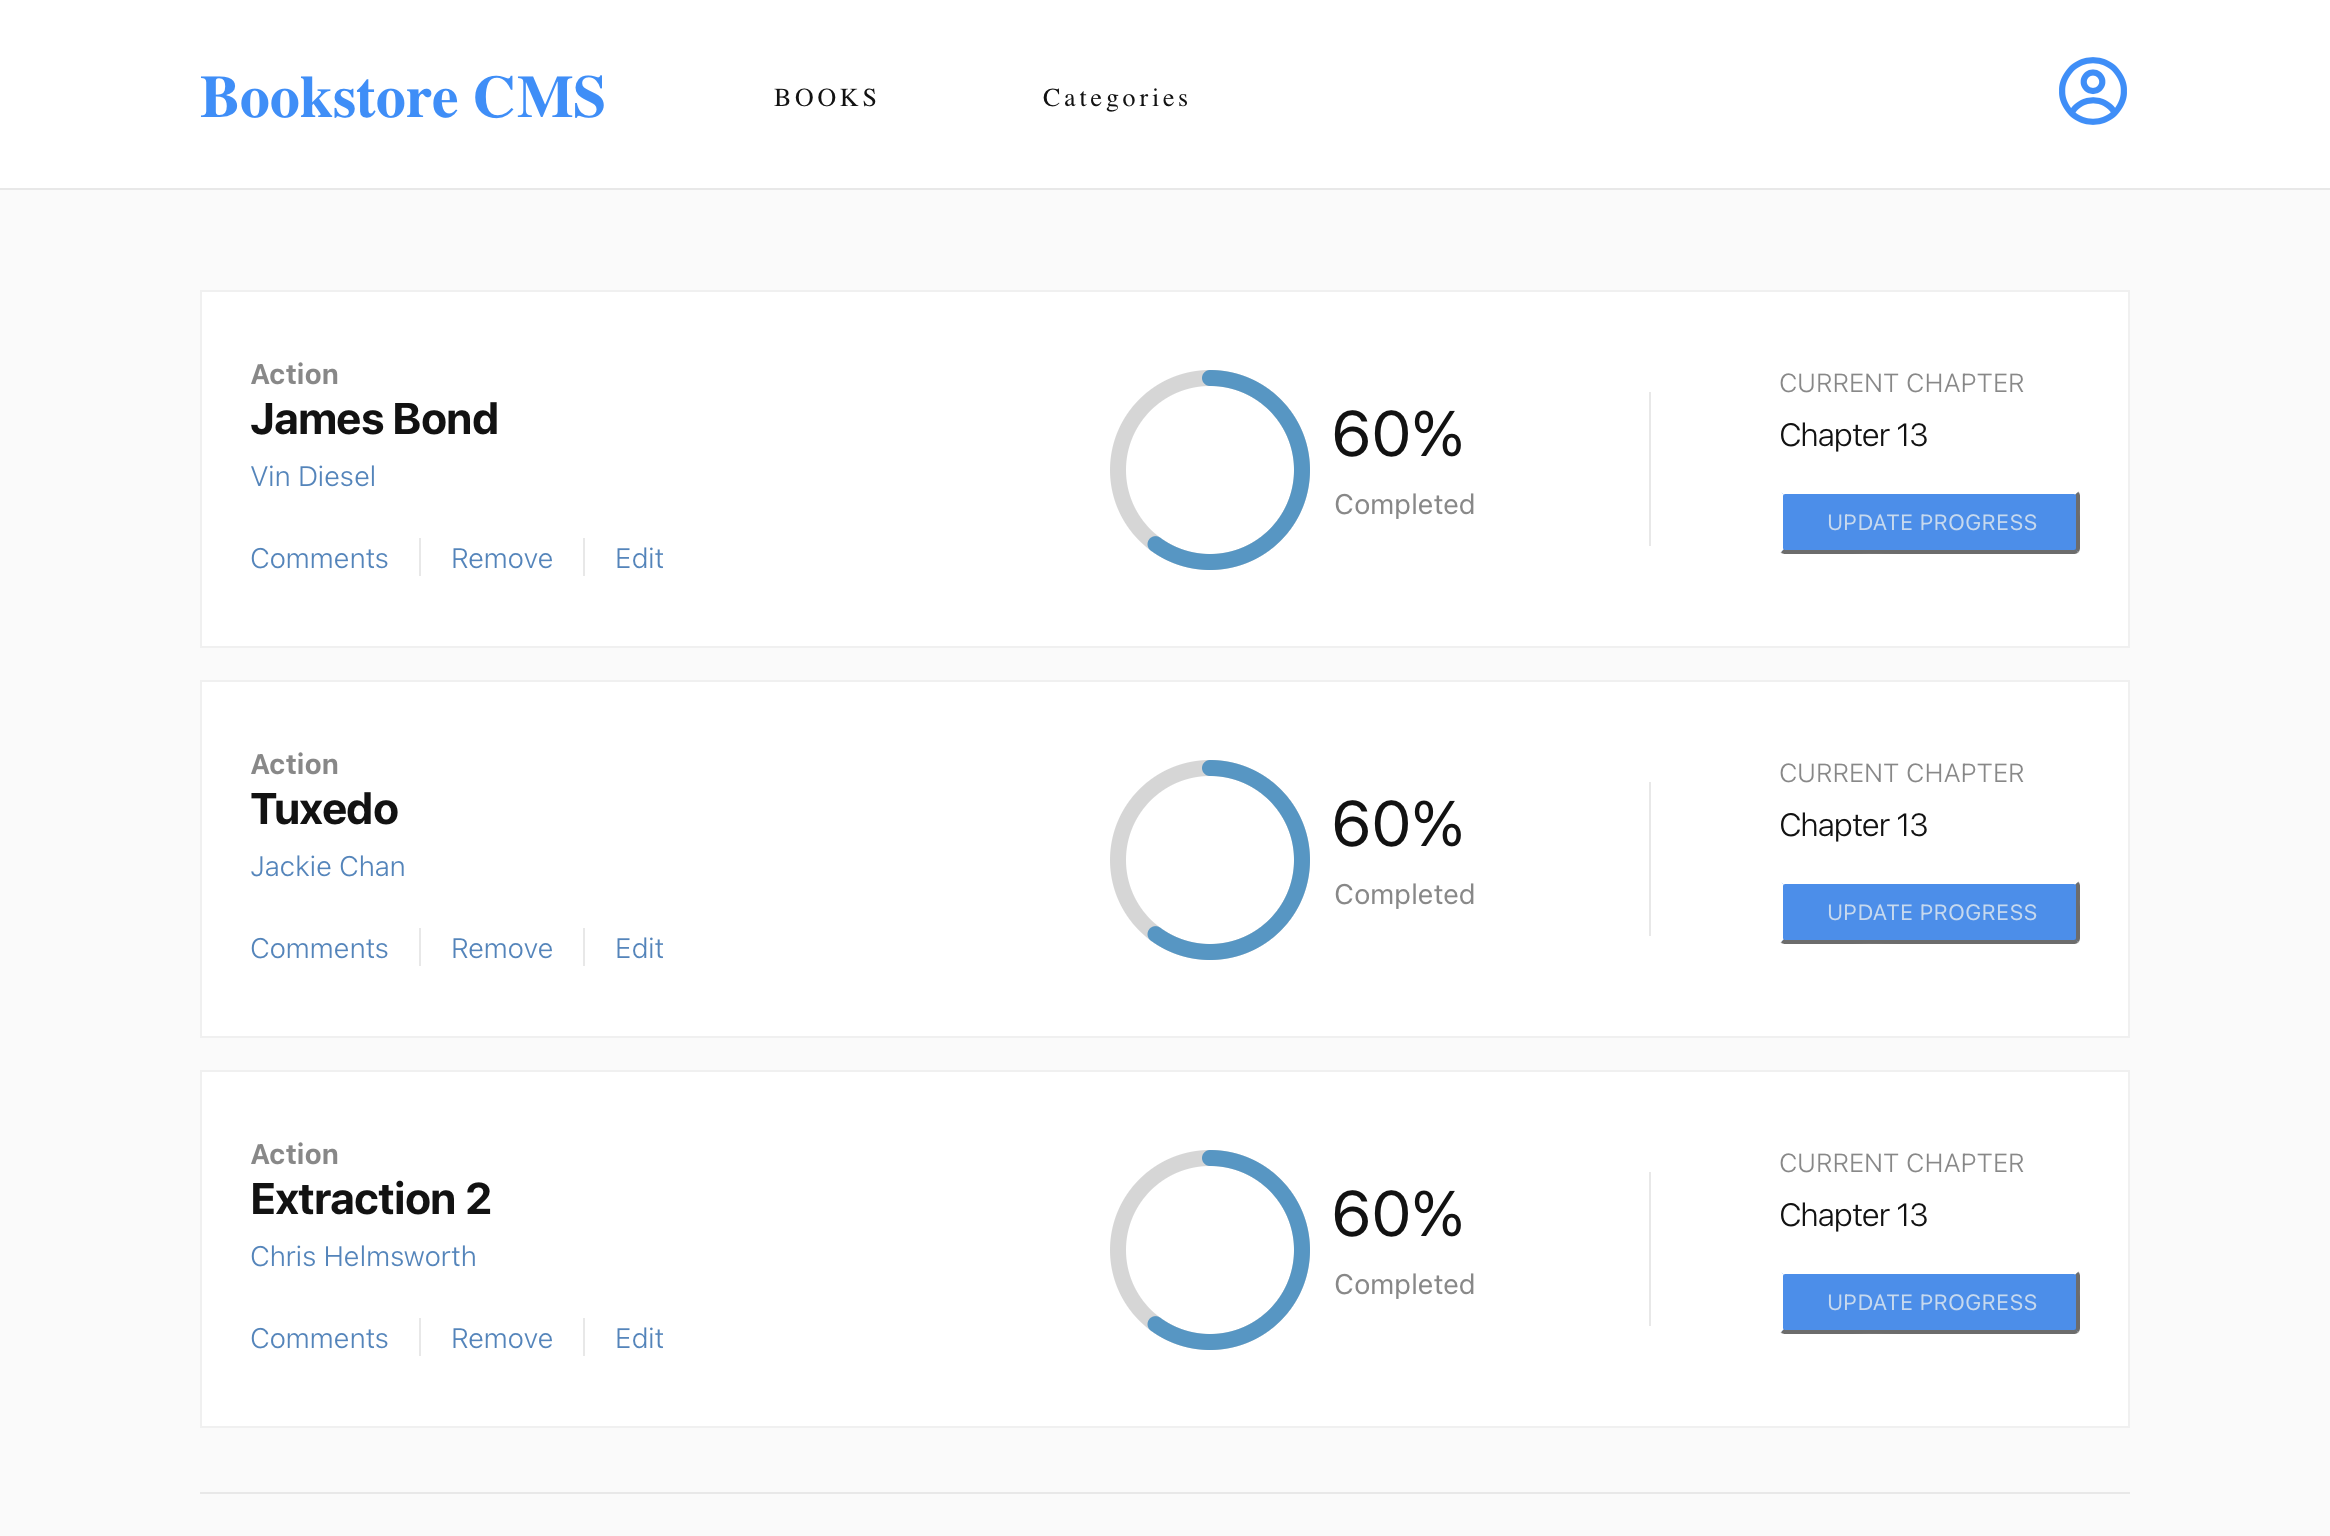 Bookstore CMS
BOOKS
Categories
Action
James Bond
Vin Diesel
Comments
Remove
Edit
60%
Completed
CURRENT CHAPTER
Chapter 13
UPDATE PROGRESS
Action
Tuxedo
Jackie Chan
Comments
Remove
Edit
60%
Completed
CURRENT CHAPTER
Chapter 13
UPDATE PROGRESS
Action
Extraction 2
Chris Helmsworth
Comments
Remove
Edit
60%
Completed
CURRENT CHAPTER
Chapter 13
UPDATE PROGRESS